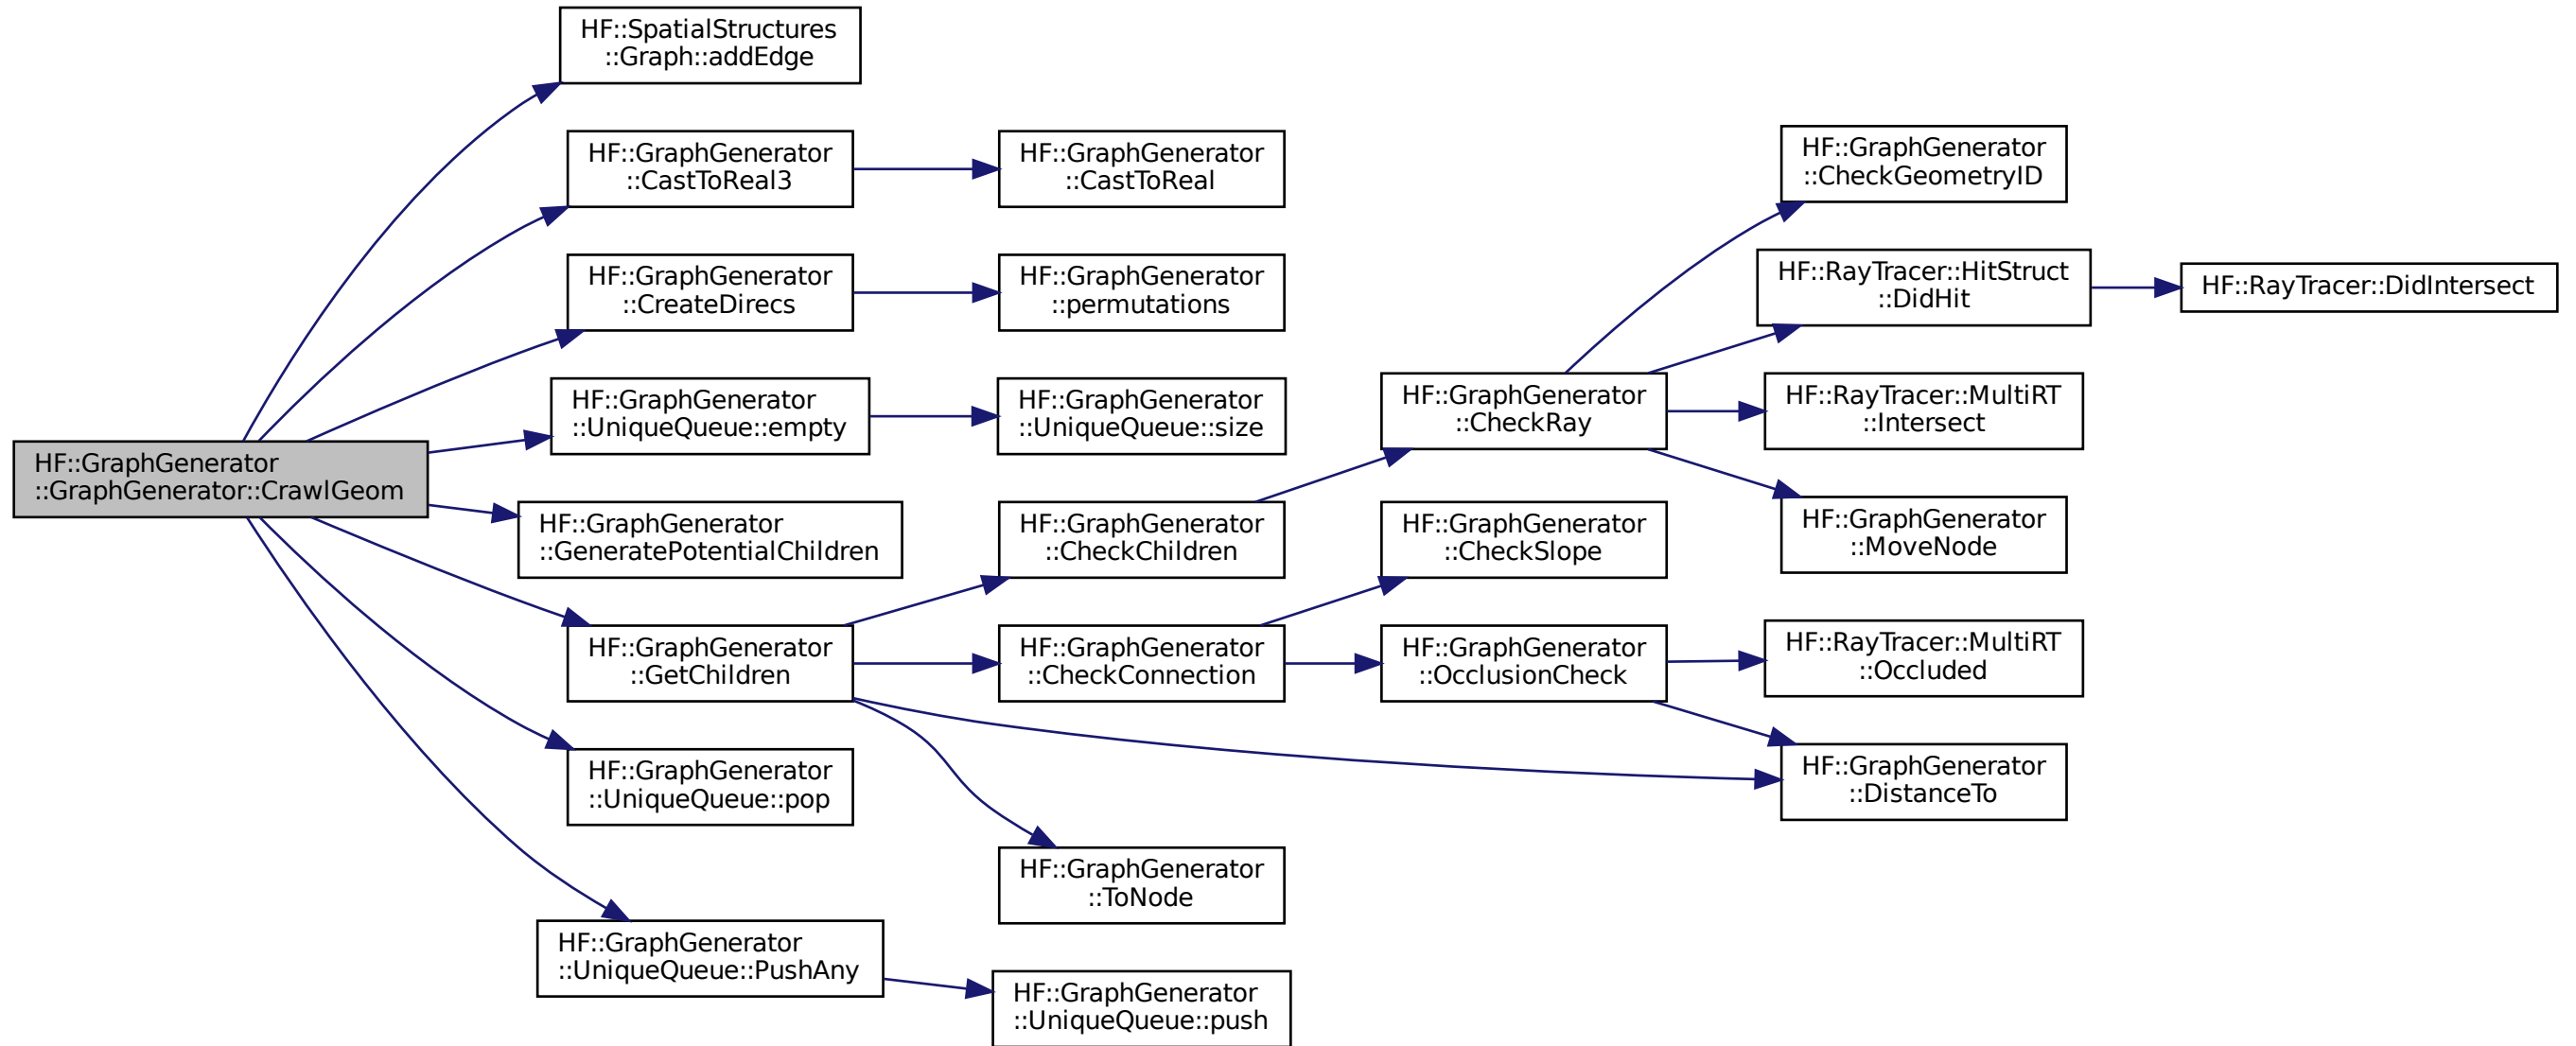 HF::SpatialStructures
::Graph::addEdge
HF::GraphGenerator
::CastToReal3
HF::GraphGenerator
::CastToReal
HF::GraphGenerator
::CheckGeometryID
HF::GraphGenerator
::CreateDirecs
HF::GraphGenerator
::permutations
HF::RayTracer::HitStruct
::DidHit
HF::RayTracer::DidIntersect
HF::GraphGenerator
::UniqueQueue::empty
HF::GraphGenerator
::UniqueQueue::size
HF::GraphGenerator
::CheckRay
HF::RayTracer::MultiRT
::Intersect
HF::GraphGenerator
::GraphGenerator::CrawlGeom
HF::GraphGenerator
::GeneratePotentialChildren
HF::GraphGenerator
::CheckChildren
HF::GraphGenerator
::CheckSlope
HF::GraphGenerator
::MoveNode
HF::GraphGenerator
::GetChildren
HF::GraphGenerator
::CheckConnection
HF::GraphGenerator
::OcclusionCheck
HF::RayTracer::MultiRT
::Occluded
HF::GraphGenerator
::UniqueQueue::pop
HF::GraphGenerator
::DistanceTo
HF::GraphGenerator
::ToNode
HF::GraphGenerator
::UniqueQueue::PushAny
HF::GraphGenerator
::UniqueQueue::push